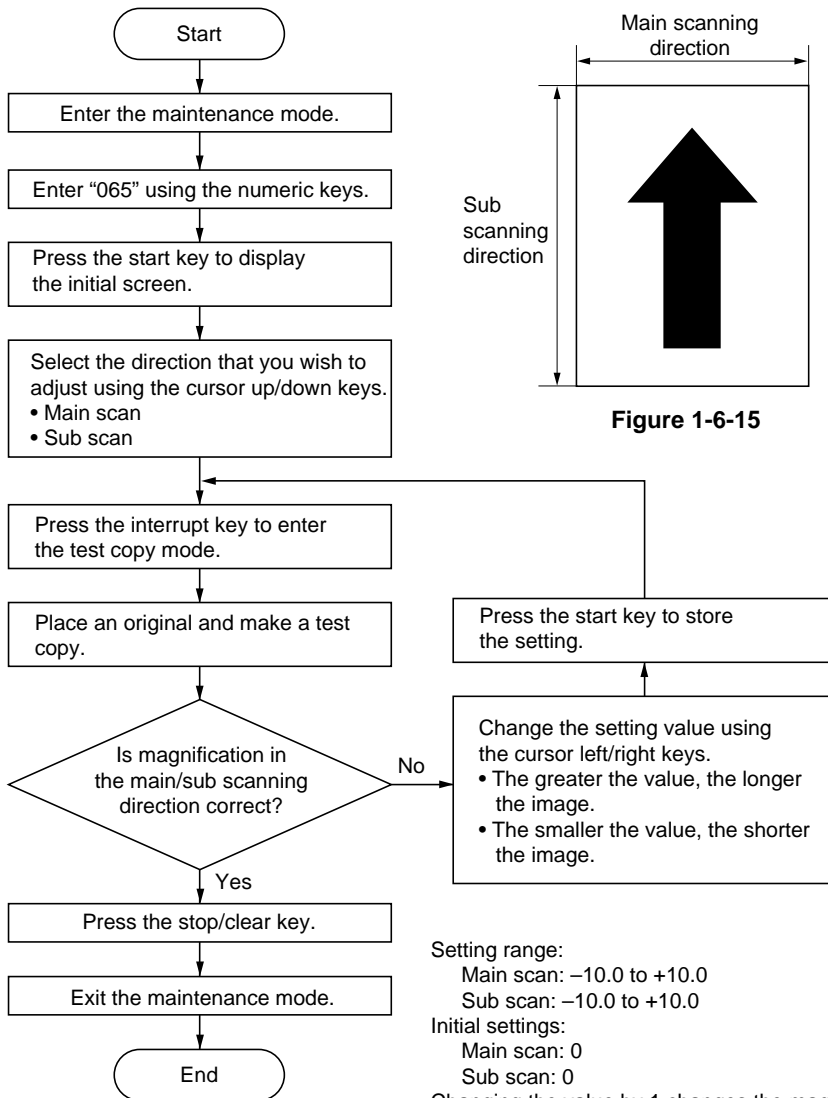 Start
Enter the maintenance mode.
Enter “065” using the numeric keys.
Press the start key to display
the initial screen.
Select the direction that you wish to
adjust using the cursor up/down keys.
• Main scan
• Sub scan
Press the interrupt key to enter
the test copy mode.
Place an original and make a test
copy.
Is magnification in
the main/sub scanning
direction correct?
No
Yes
Change the setting value using
the cursor left/right keys.
• The greater the value, the longer
the image.
• The smaller the value, the shorter
the image.
Press the start key to store
the setting.
Press the stop/clear key.
Exit the maintenance mode.
End
Main scanning
direction
Sub
scanning
direction
Figure 1-6-15
Setting range:
Main scan: –10.0 to +10.0
Sub scan: –10.0 to +10.0
Initial settings:
Main scan: 0
Sub scan: 0
Changing the value by 1 changes the